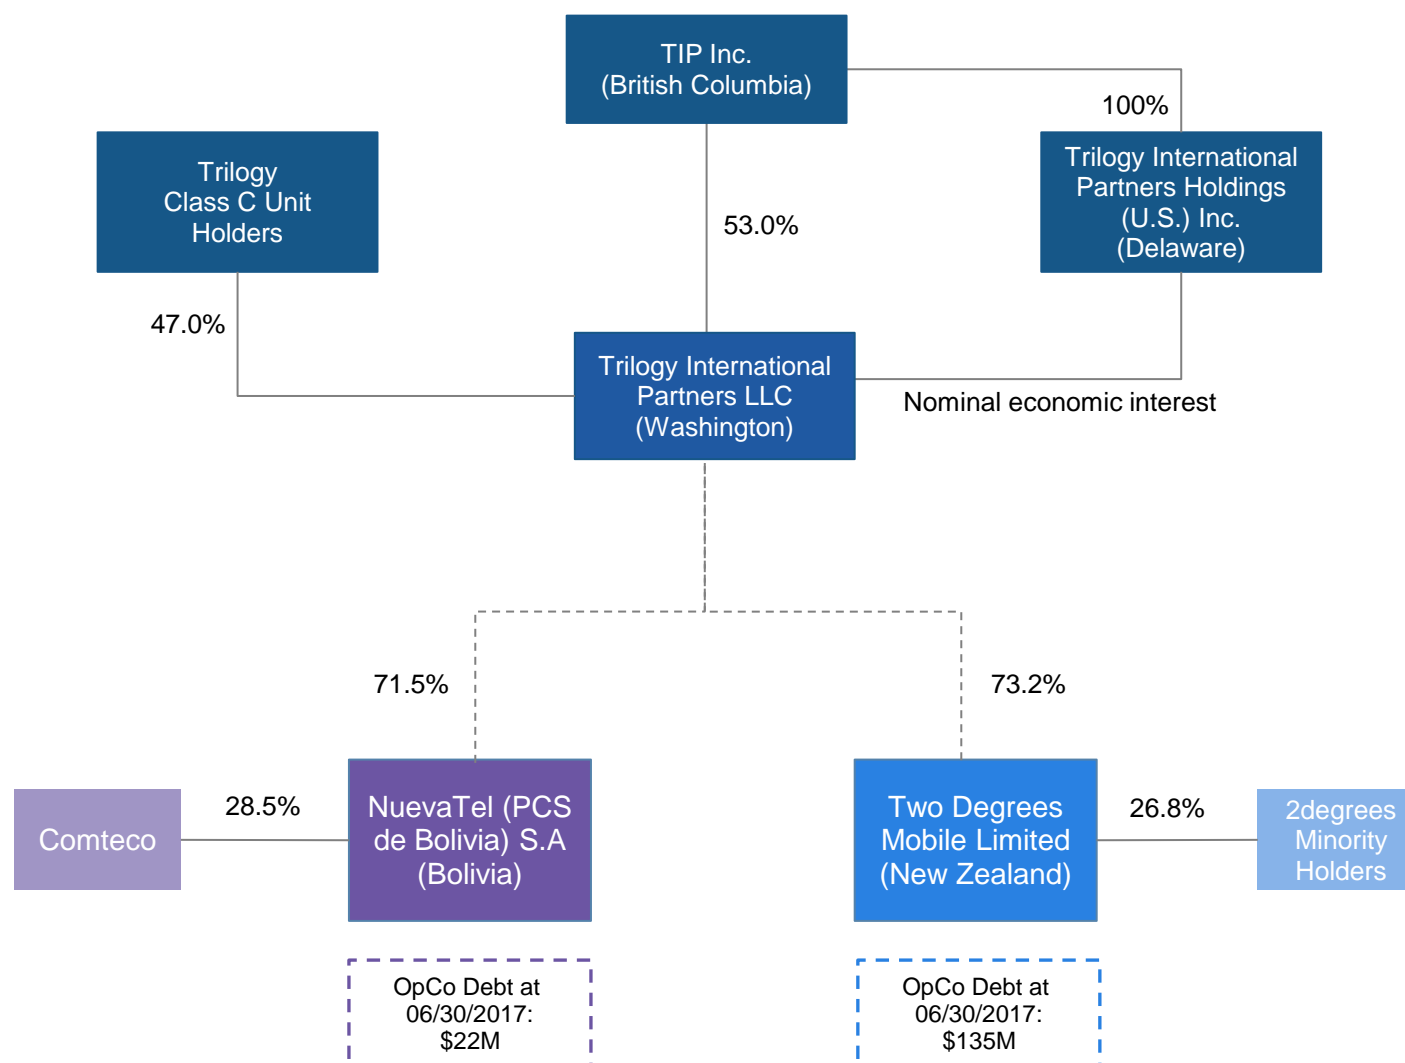 TIP Inc.
(British Columbia)
100%
Trilogy
Class C Unit
Holders
Trilogy International
Partners Holdings
(U.S.) Inc.
(Delaware)
53.0%
47.0%
Trilogy International
Partners LLC
(Washington)
Nominal economic interest
71.5%
73.2%
Comteco
28.5%
NuevaTel (PCS
de Bolivia) S.A
(Bolivia)
Two Degrees
Mobile Limited
(New Zealand)
26.8%
2degrees
Minority
Holders
OpCo Debt at
06/30/2017:
$22M
OpCo Debt at
06/30/2017:
$135M